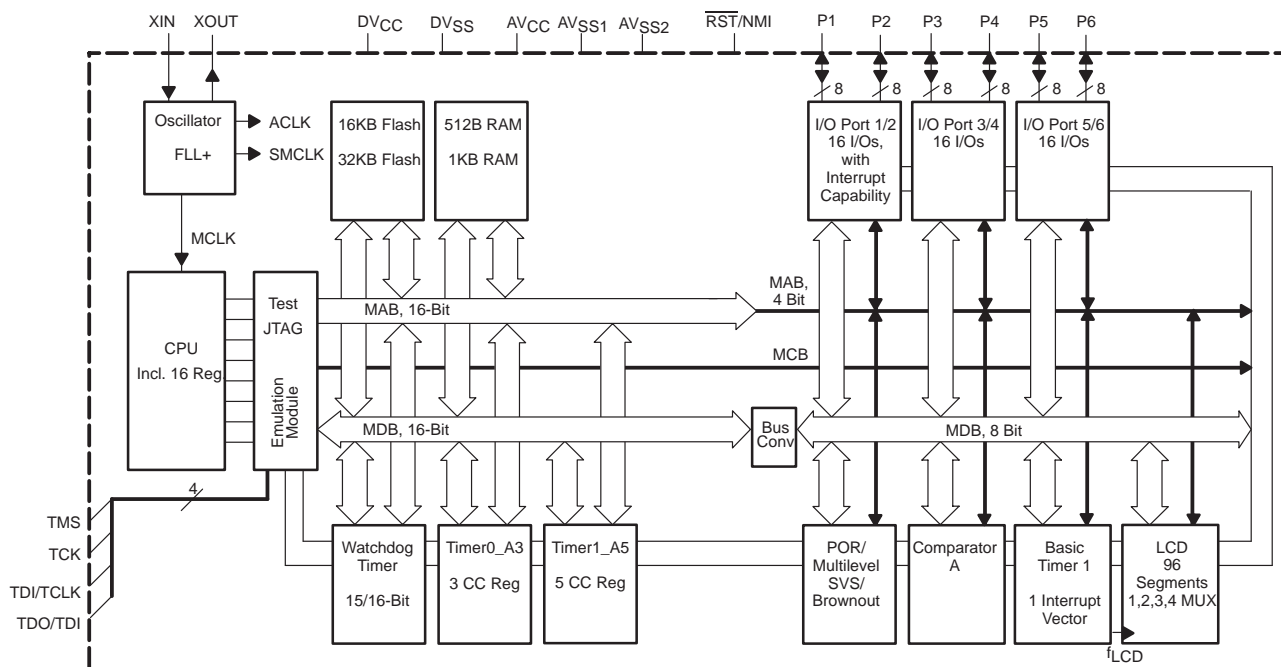 XIN
XOUT
DVCC
DVSS
AVCC
AVSS1
AVSS2
RST/NMI
P1
P2
P3
P4
P5
P6
8
8
8
8
8
8
Oscillator
FLL+
ACLK
SMCLK
16KB Flash
32KB Flash
512B RAM
1KB RAM
I/O Port 1/2
16 I/Os,
with
Interrupt
Capability
I/O Port 3/4
16 I/Os
I/O Port 5/6
16 I/Os
MCLK
CPU
Incl. 16 Reg.
Test
JTAG
Emulation
Module
MAB, 16-Bit
MAB,
4 Bit
MCB
MDB, 16-Bit
Bus
Conv
MDB, 8 Bit
4
TMS
TCK
TDI/TCLK
TDO/TDI
Watchdog
Timer
15/16-Bit
Timer0_A3
3 CC Reg
Timer1_A5
5 CC Reg
POR/
Multilevel
SVS/
Brownout
Comparator
A
Basic
Timer 1
1 Interrupt
Vector
LCD
96
Segments
1,2,3,4 MUX
fLCD